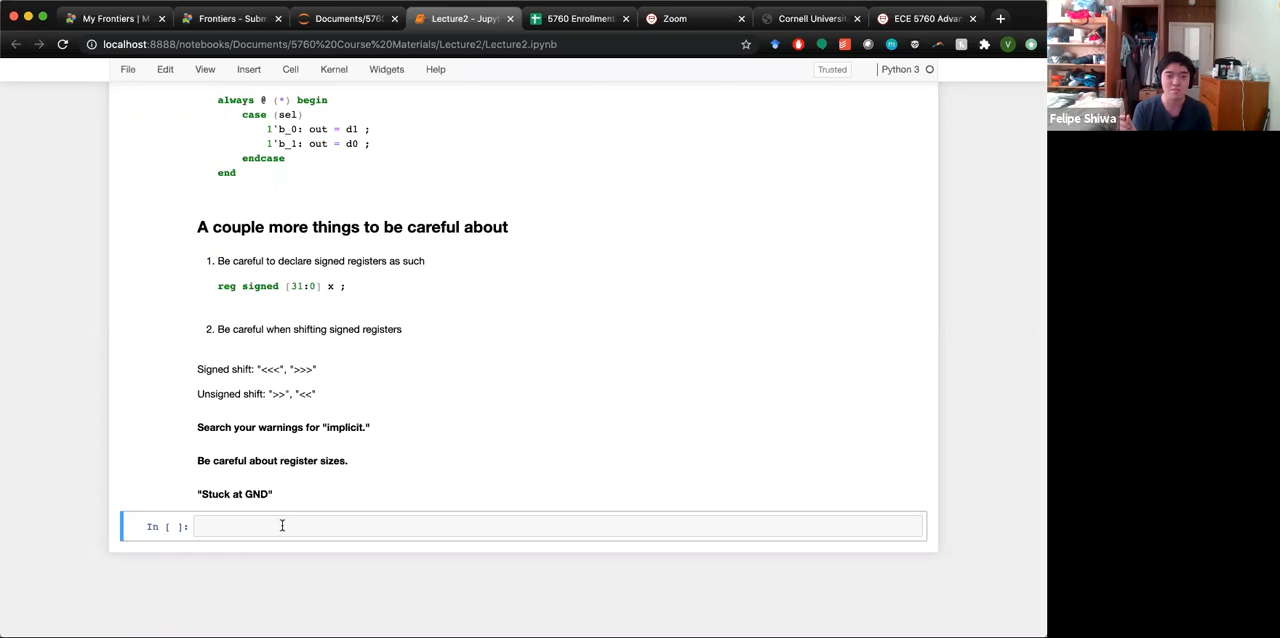 My Frontiers | M
Frontiers - Subm
Documents/5760
Lecture2 - Jupy
5760 Enrollment
Zoom
Cornell Universi
ECE 5760 Advan
localhost:8888/notebooks/Documents/5760%20Course%20Materials/Lecture2/Lecture2.ipynb
V
File Edit View Insert Cell Kernel Widgets Help
Trusted
Python 3
Felipe Shiwa
always @ (*) begin
case (sel)
1'b_0: out = d1 ;
1'b_1: out = d0 ;
endcase
end
A couple more things to be careful about
1. Be careful to declare signed registers as such
reg signed [31:0] x ;
2. Be careful when shifting signed registers
Signed shift: "<<<", ">>>"
Unsigned shift: ">>", "<<"
Search your warnings for "implicit."
Be careful about register sizes.
"Stuck at GND"
In [ ]: